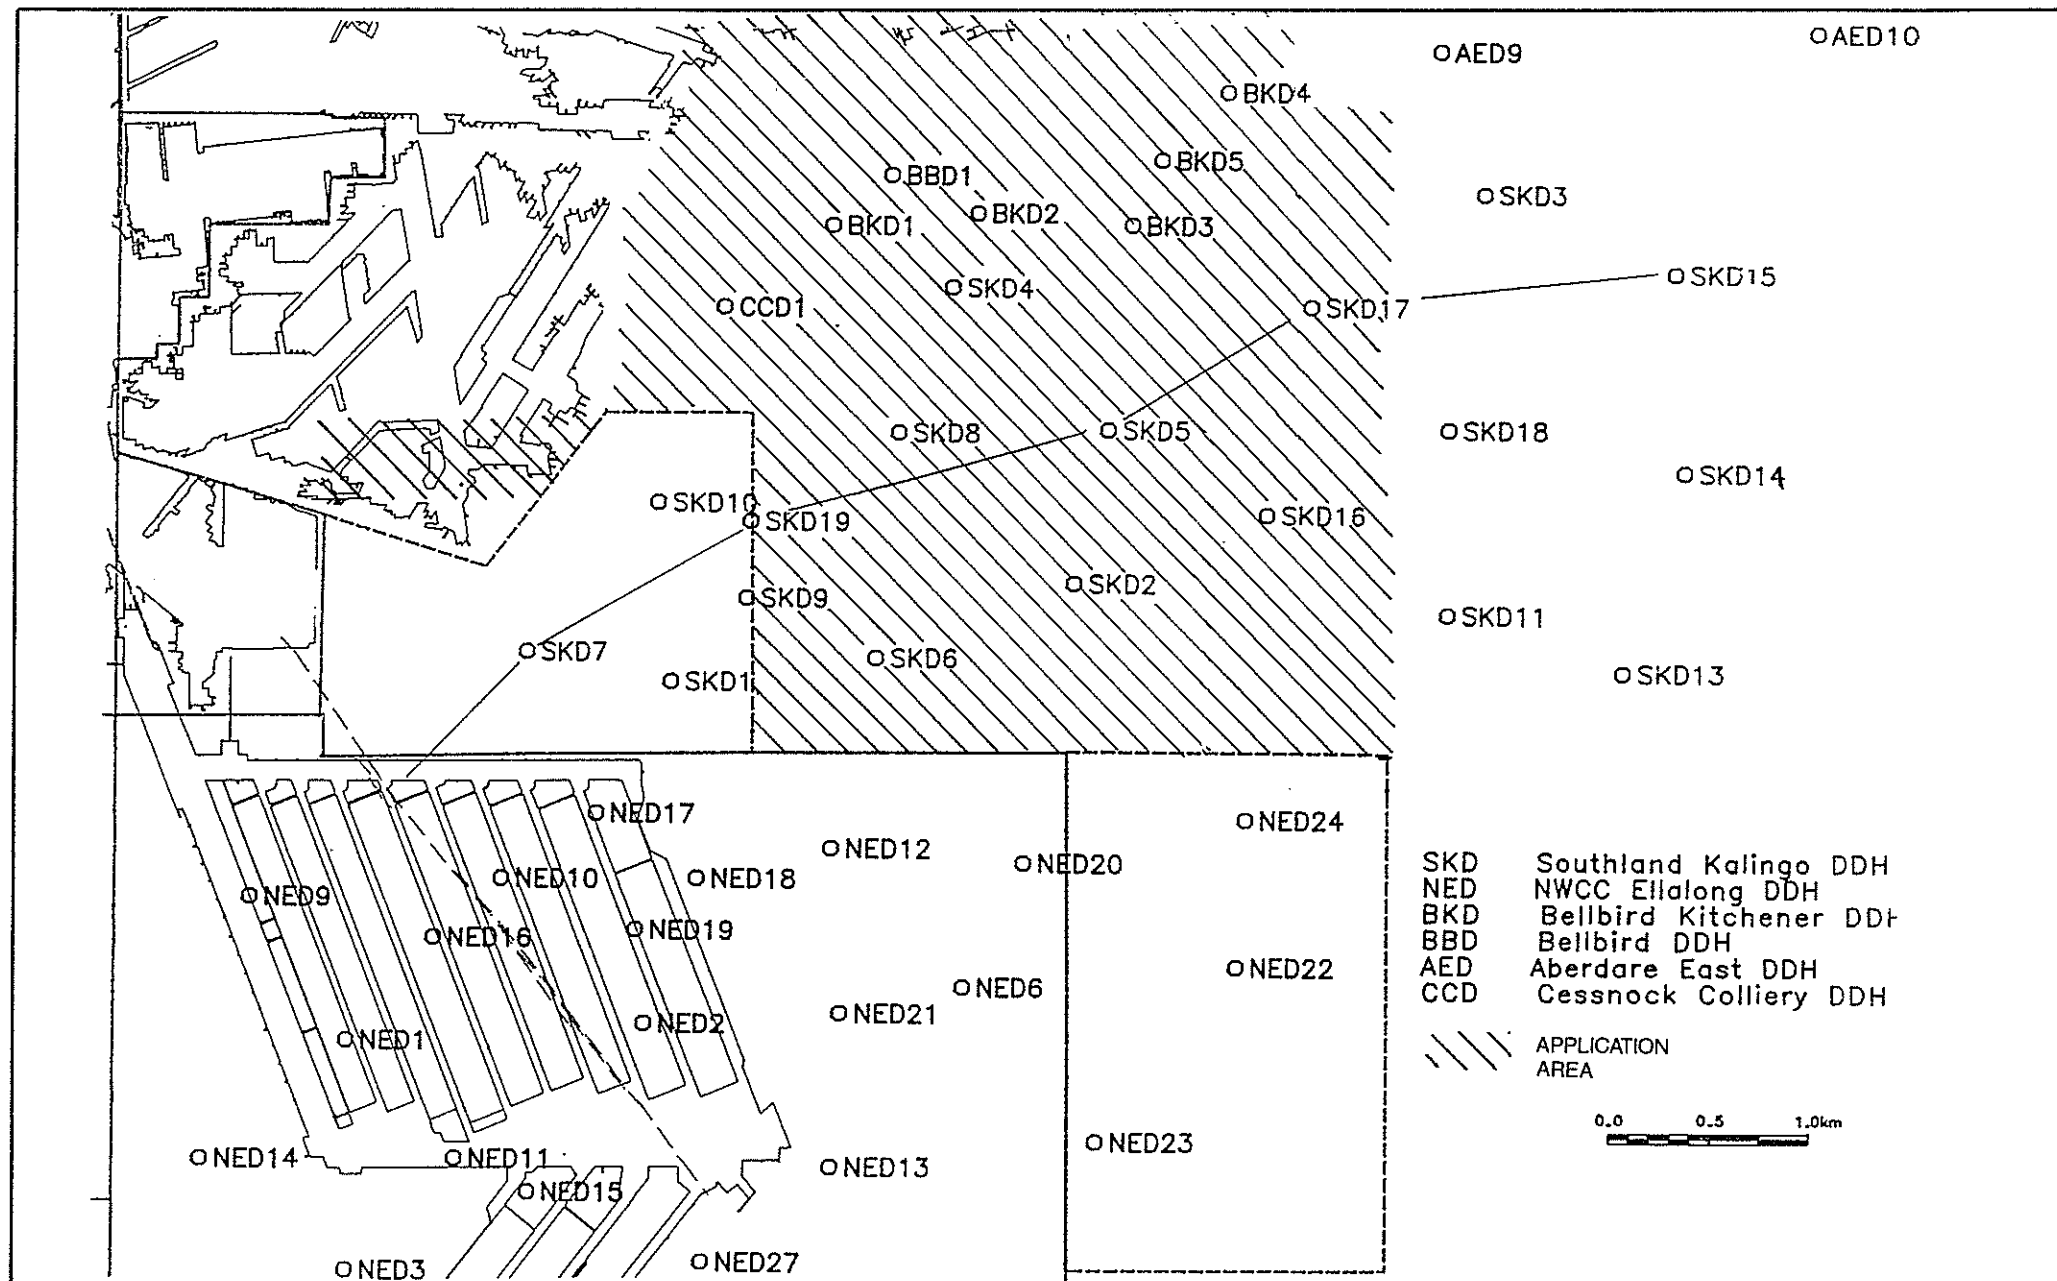 AED10
AED9
BKD4
BKD5
BBD1
SKD3
BKD2
BKD1
BKD3
SKD15
SKD4
CCD1
SKD17
SKD8
SKD5
SKD18
SKD14
SKD10
SKD19
SKD16
SKD2
SKD9
SKD11
SKD7
SKD6
SKD1
SKD13
NED17
NED24
NED12
NED20
NED10
NED18
NED9
NED19
NED16
NED22
NED6
NED21
NED2
NED1
NED23
NED14
NED11
NED13
NED15
NED27
NED3
SKD Southland Kalingo DDH
NED NWCC Ellalong DDH
BKD Bellbird Kitchener DDH
BBD Bellbird DDH
AED Aberdare East DDH
CCD Cessnock Colliery DDH
APPLICATION
AREA
0.0 0.5 1.0km